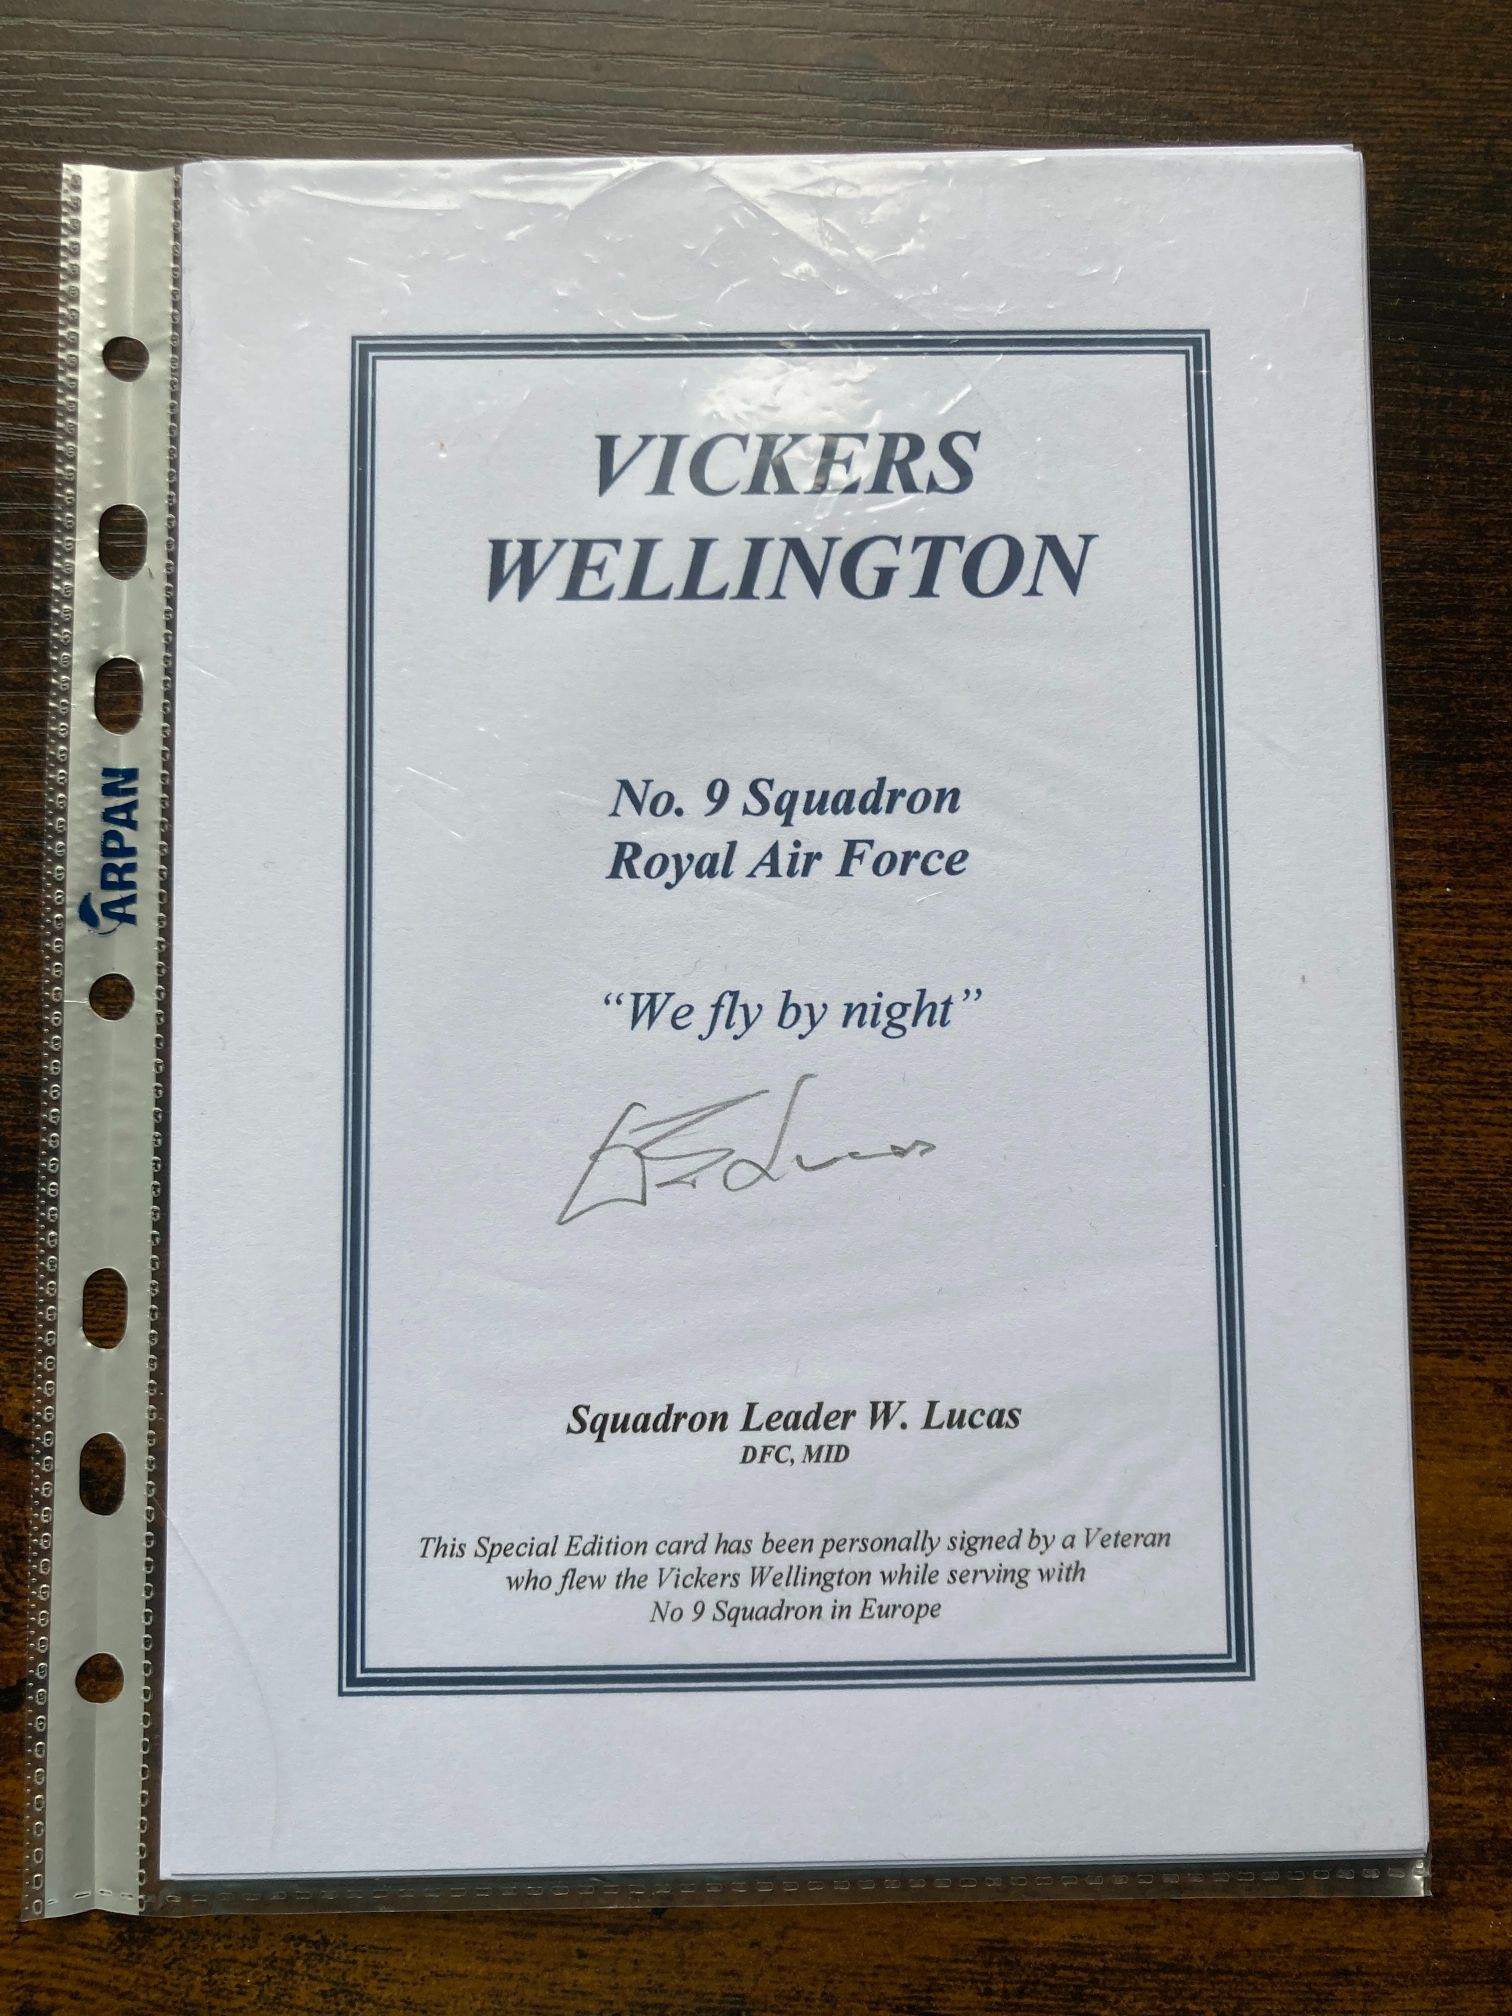 VICKERS
WELLINGTON
No. 9 Squadron
Royal Air Force
“We fly by night”
Lucas
Squadron Leader W. Lucas
DFC, MID
This Special Edition card has been personally signed by a Veteran
who flew the Vickers Wellington while serving with
No 9 Squadron in Europe
ARPAN